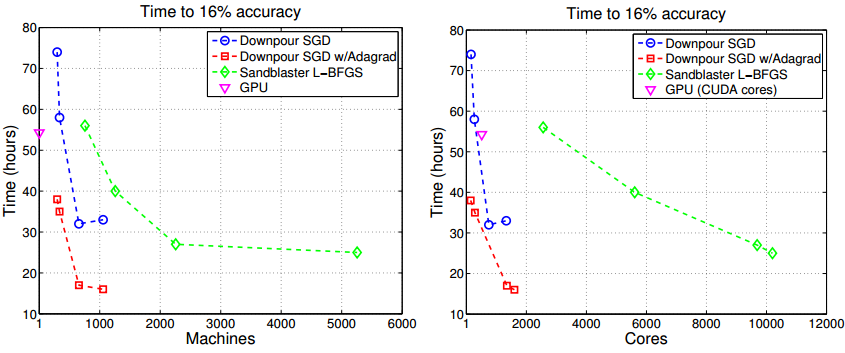 Time to 16% accuracy
80
70
60
50
40
30
20
10
Time (hours)
1
1000
2000
3000
4000
5000
6000
Machines
Downpour SGD
Downpour SGD w/Adagrad
Sandblaster L−BFGS
GPU
Time to 16% accuracy
80
70
60
50
40
30
20
10
Time (hours)
1
2000
4000
6000
8000
10000
12000
Cores
Downpour SGD
Downpour SGD w/Adagrad
Sandblaster L−BFGS
GPU (CUDA cores)